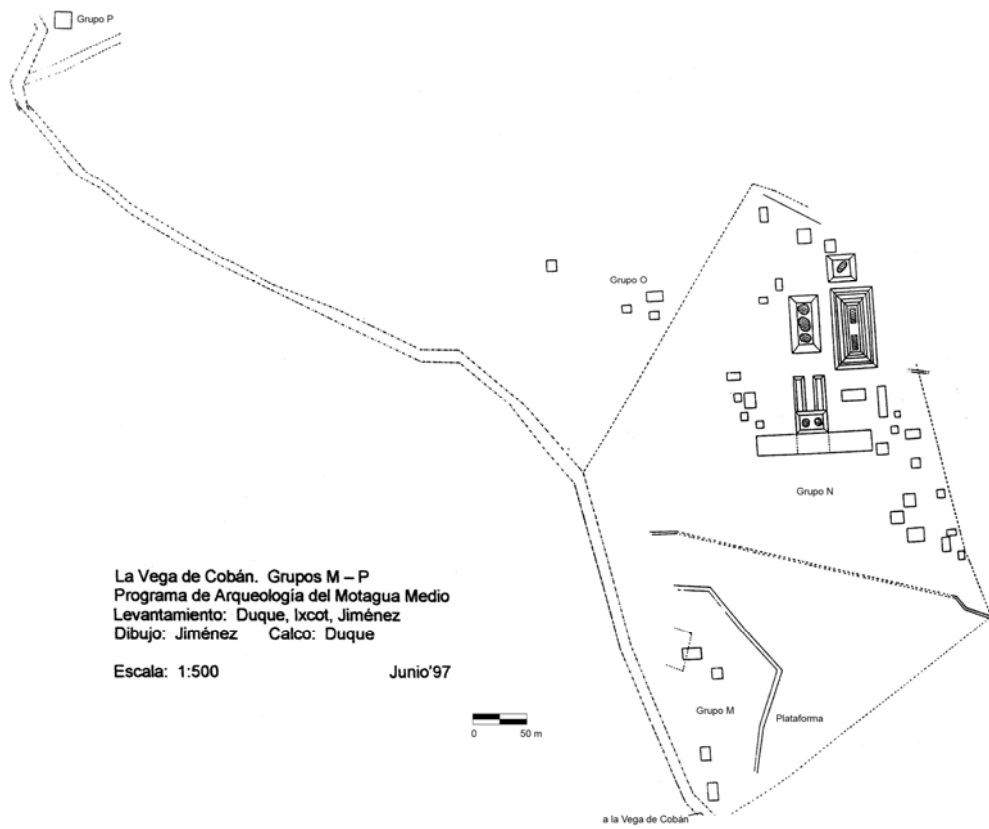 Grupo P
Grupo O
Grupo N
La Vega de Cobán. Grupos M – P
Programa de Arqueología del Motagua Medio
Levantamiento: Duque, Ixcot, Jiménez
Dibujo: Jiménez Calco: Duque
Escala: 1:500 Junio'97
Grupo M
Plataforma
0 50 m
a la Vega de Cobán